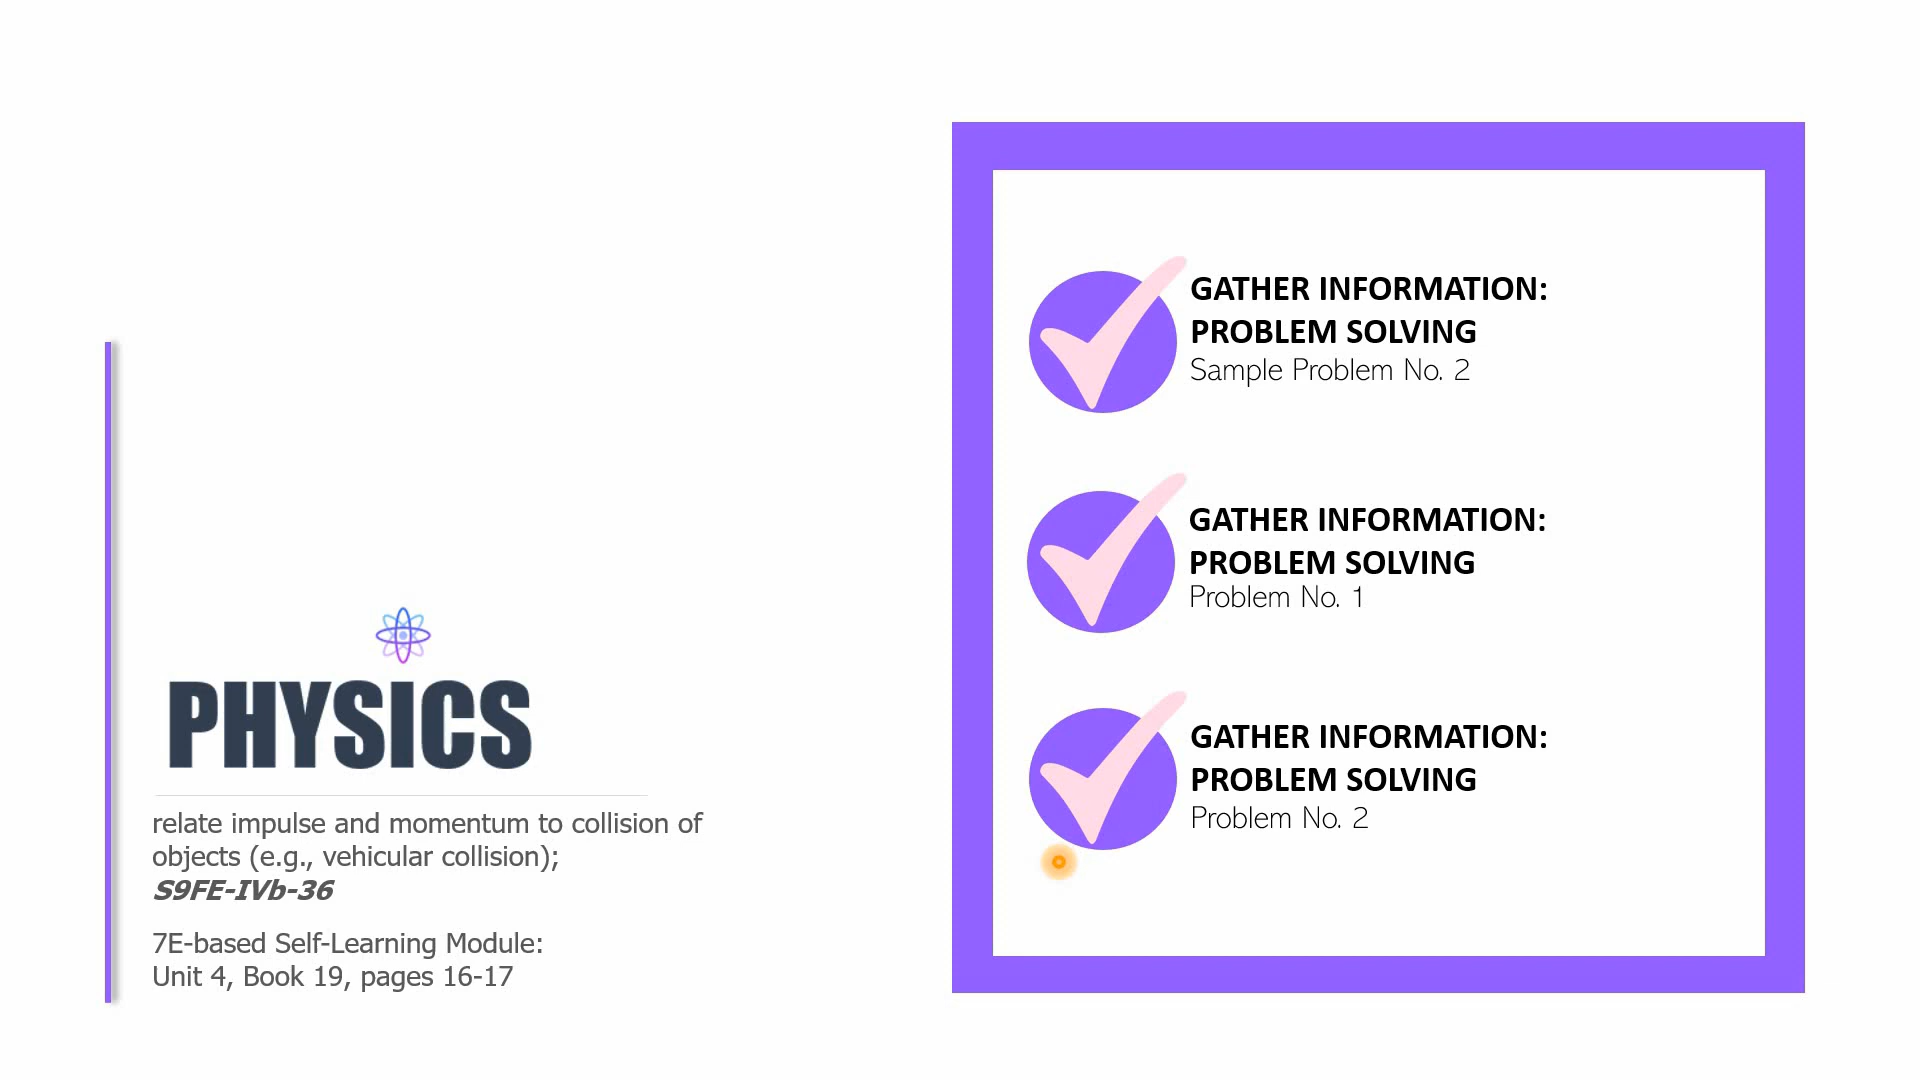 PHYSICS
relate impulse and momentum to collision of
objects (e.g., vehicular collision);
S9FE-IVb-36
7E-based Self-Learning Module:
Unit 4, Book 19, pages 16-17
GATHER INFORMATION:
PROBLEM SOLVING
Sample Problem No. 2
GATHER INFORMATION:
PROBLEM SOLVING
Problem No. 1
GATHER INFORMATION:
PROBLEM SOLVING
Problem No. 2